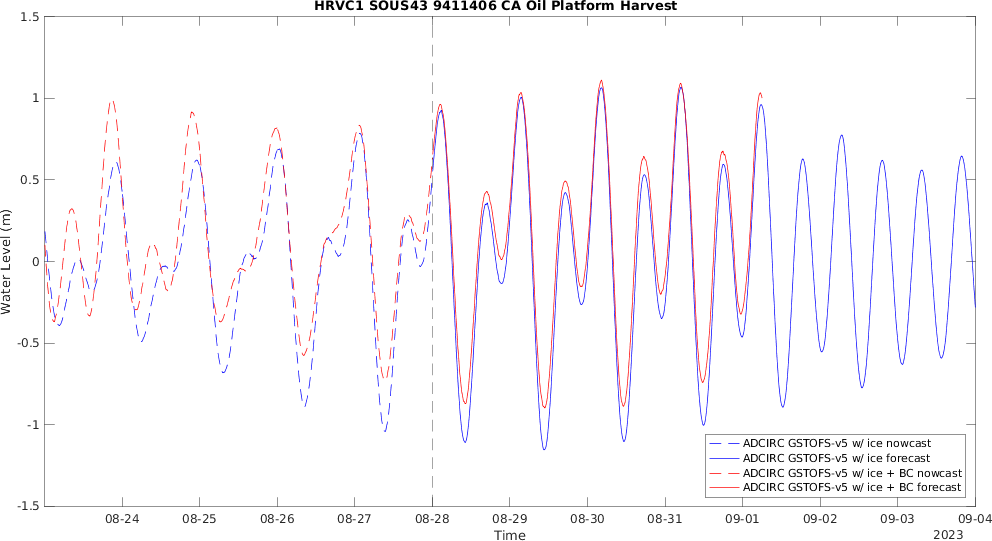 HRVC1 SOUS43 9411406 CA Oil Platform Harvest
1.5
1
0.5
0
-0.5
-1
-1.5
Water Level (m)
08-24
08-25
08-26
08-27
08-28
08-29
08-30
08-31
09-01
09-02
09-03
09-04
Time
2023
ADCIRC GSTOFS-v5 w/ ice nowcast
ADCIRC GSTOFS-v5 w/ ice forecast
ADCIRC GSTOFS-v5 w/ ice + BC nowcast
ADCIRC GSTOFS-v5 w/ ice + BC forecast